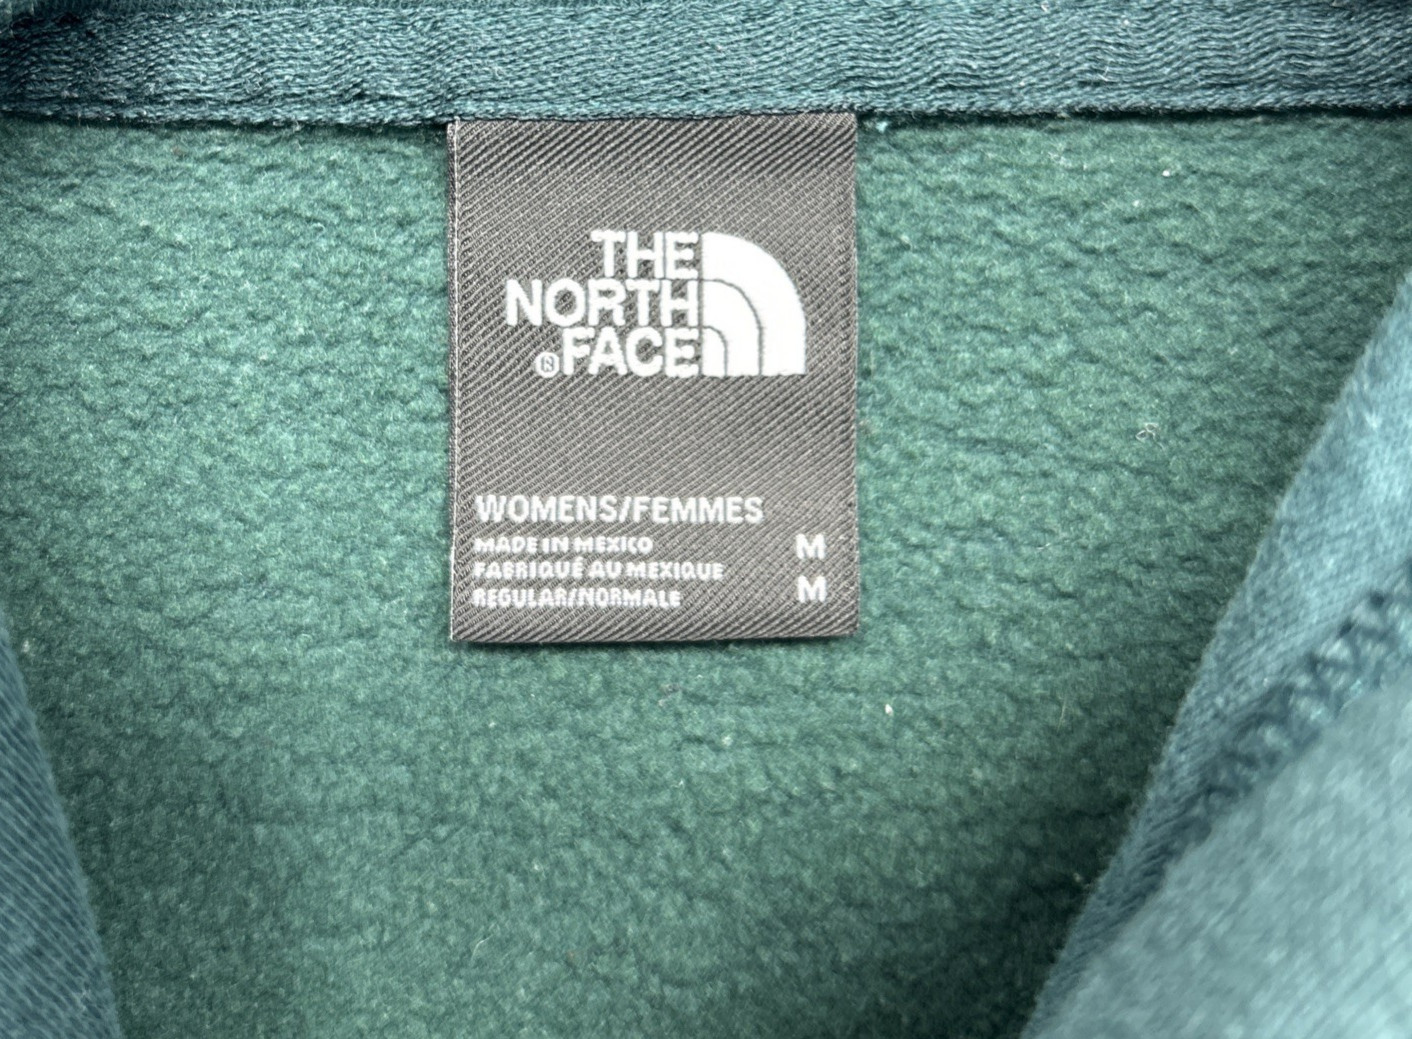 THE
NORTH
®FACE
WOMENS/FEMMES
MADE IN MEXICO M
FABRIQUÉ AU MEXIQUE
REGULAR/NORMALE M